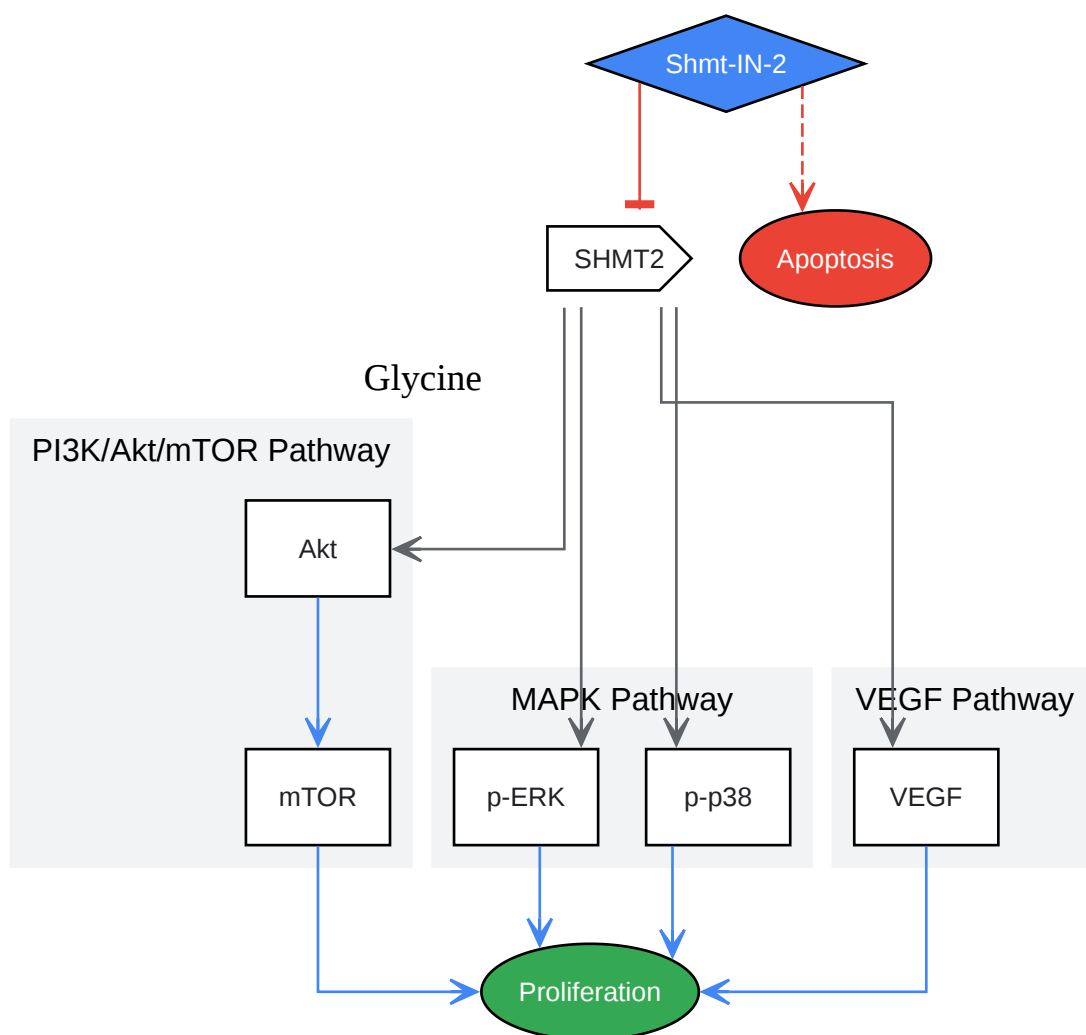 Shmt-IN-2
SHMT2
Apoptosis
Glycine
PI3K/Akt/mTOR Pathway
Akt
MAPK Pathway
VEGF Pathway
mTOR
p-ERK
p-p38
VEGF
Proliferation